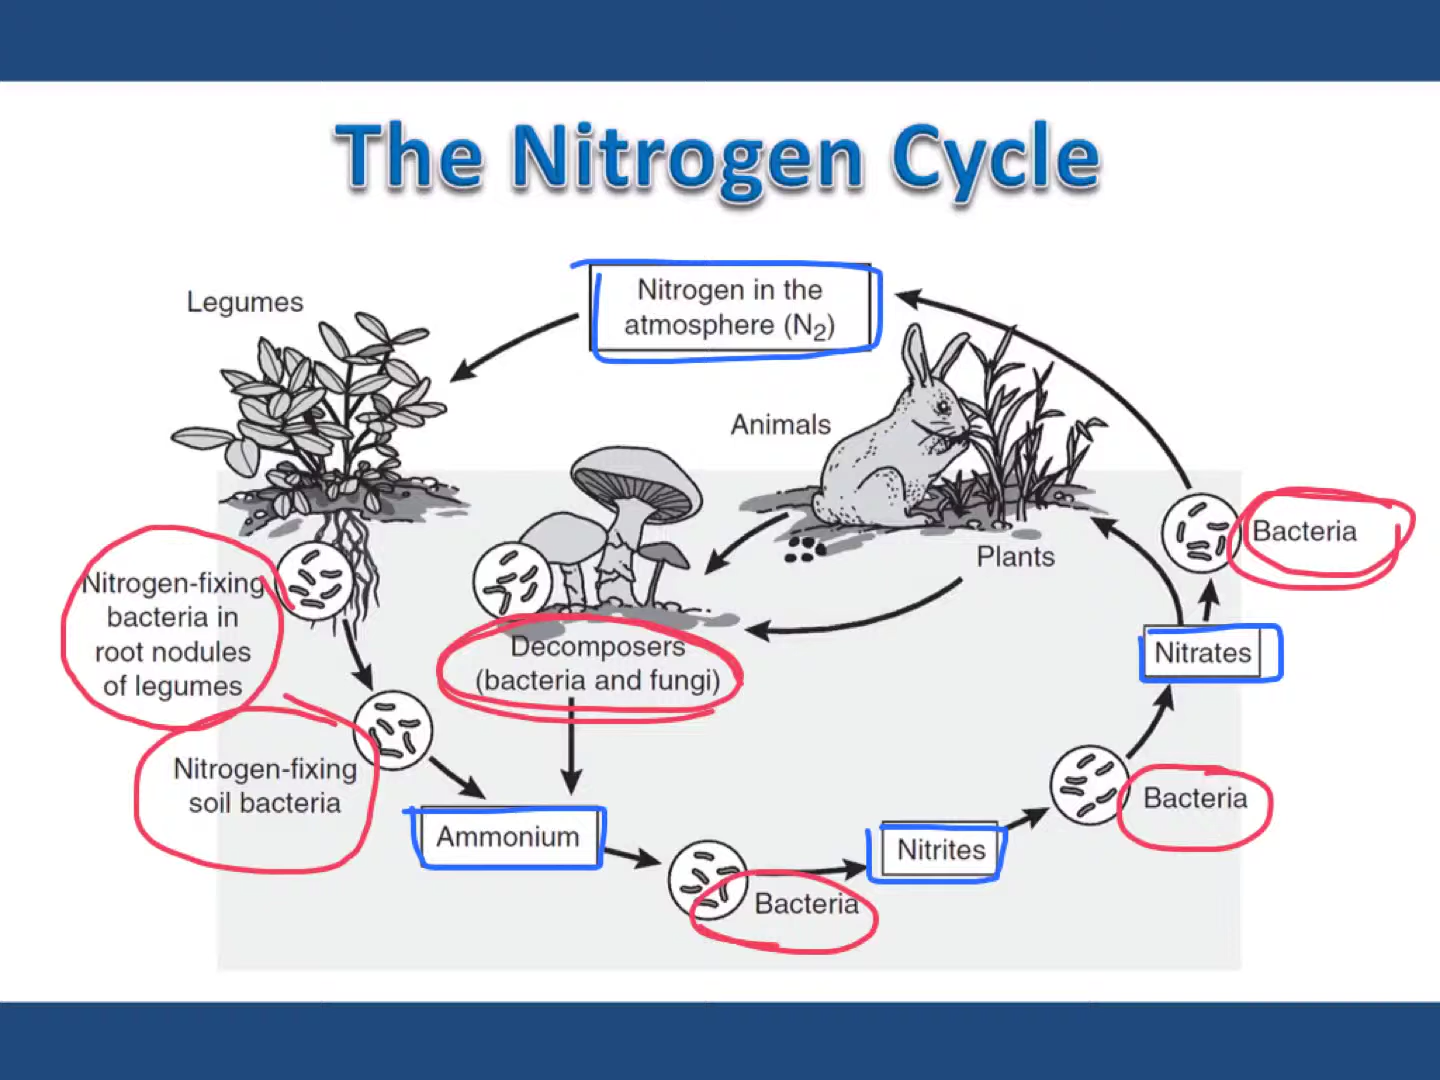 The Nitrogen Cycle
Nitrogen in the
atmosphere (N₂)
Legumes
Animals
Plants
Bacteria
Nitrogen-fixing
bacteria in
root nodules
of legumes
Decomposers
(bacteria and fungi)
Nitrates
Nitrogen-fixing
soil bacteria
Bacteria
Ammonium
Nitrites
Bacteria